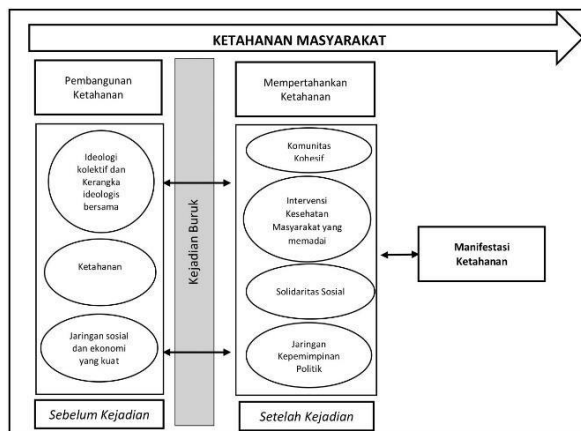 KETAHANAN MASYARAKAT
Pembangunan
Ketahanan
Mempertahankan
Ketahanan
Ideologi
kolektif dan
Kerangka
ideologis
bersama
Ketahanan
Jaringan sosial
dan ekonomi
yang kuat
Sebelum Kejadian
Kejadian Buruk
Komunitas
Kohesif
Intervensi
Kesehatan
Masyarakat yang
memadai
Solidaritas Sosial
Jaringan
Kepemimpinan
Politik
Setelah Kejadian
Manifestasi
Ketahanan